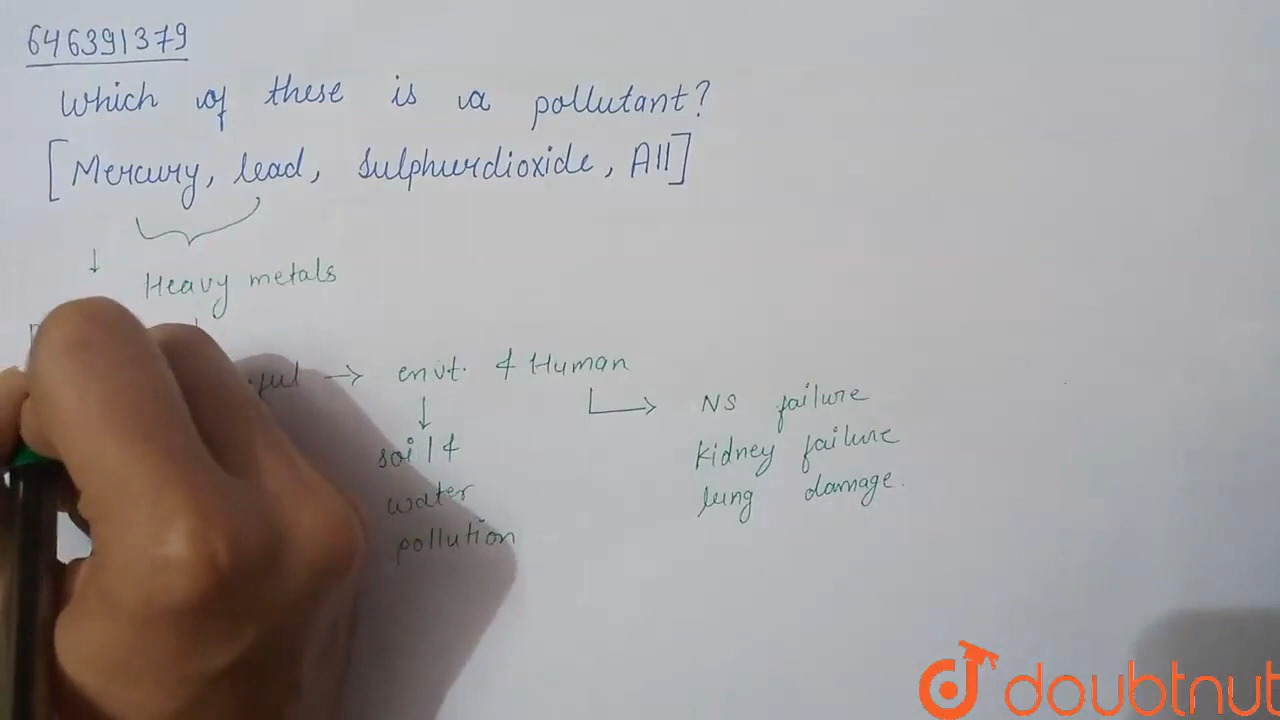 646391379
Which of these is a pollutant?
[Mercury, lead, Sulphurdioxide, All]
↓
Heavy metals
→ envt. & Human
↓
soil &
water
pollution
NS failure
kidney failure
lung damage.
doubtnut